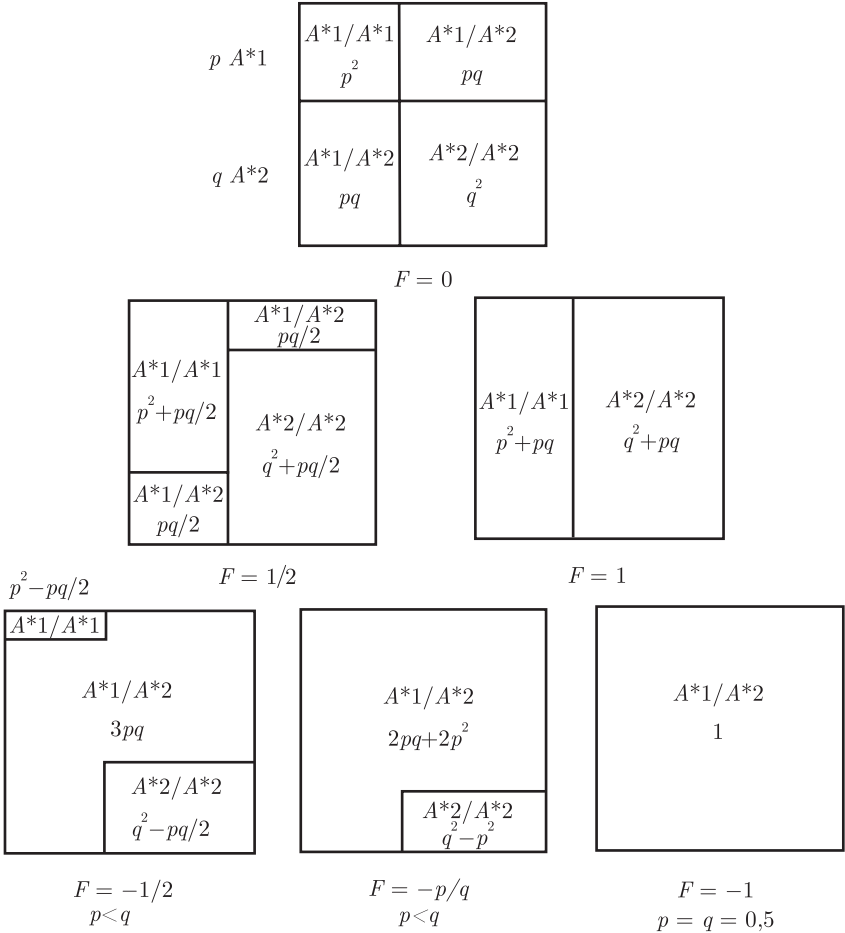 p A*1
A*1/A*1
p²
A*1/A*2
pq
q A*2
A*1/A*2
pq
A*2/A*2
q²
F = 0
A*1/A*1
p²+pq/2
A*1/A*2
pq/2
A*1/A*2
pq/2
A*2/A*2
q²+pq/2
F = 1/2
A*1/A*1
p²+pq
A*2/A*2
q²+pq
F = 1
p²−pq/2
A*1/A*1
A*1/A*2
3pq
A*2/A*2
q²−pq/2
F = −1/2
p<q
A*1/A*2
2pq+2p²
A*2/A*2
q²−p²
F = −p/q
p<q
A*1/A*2
1
F = −1
p = q = 0,5